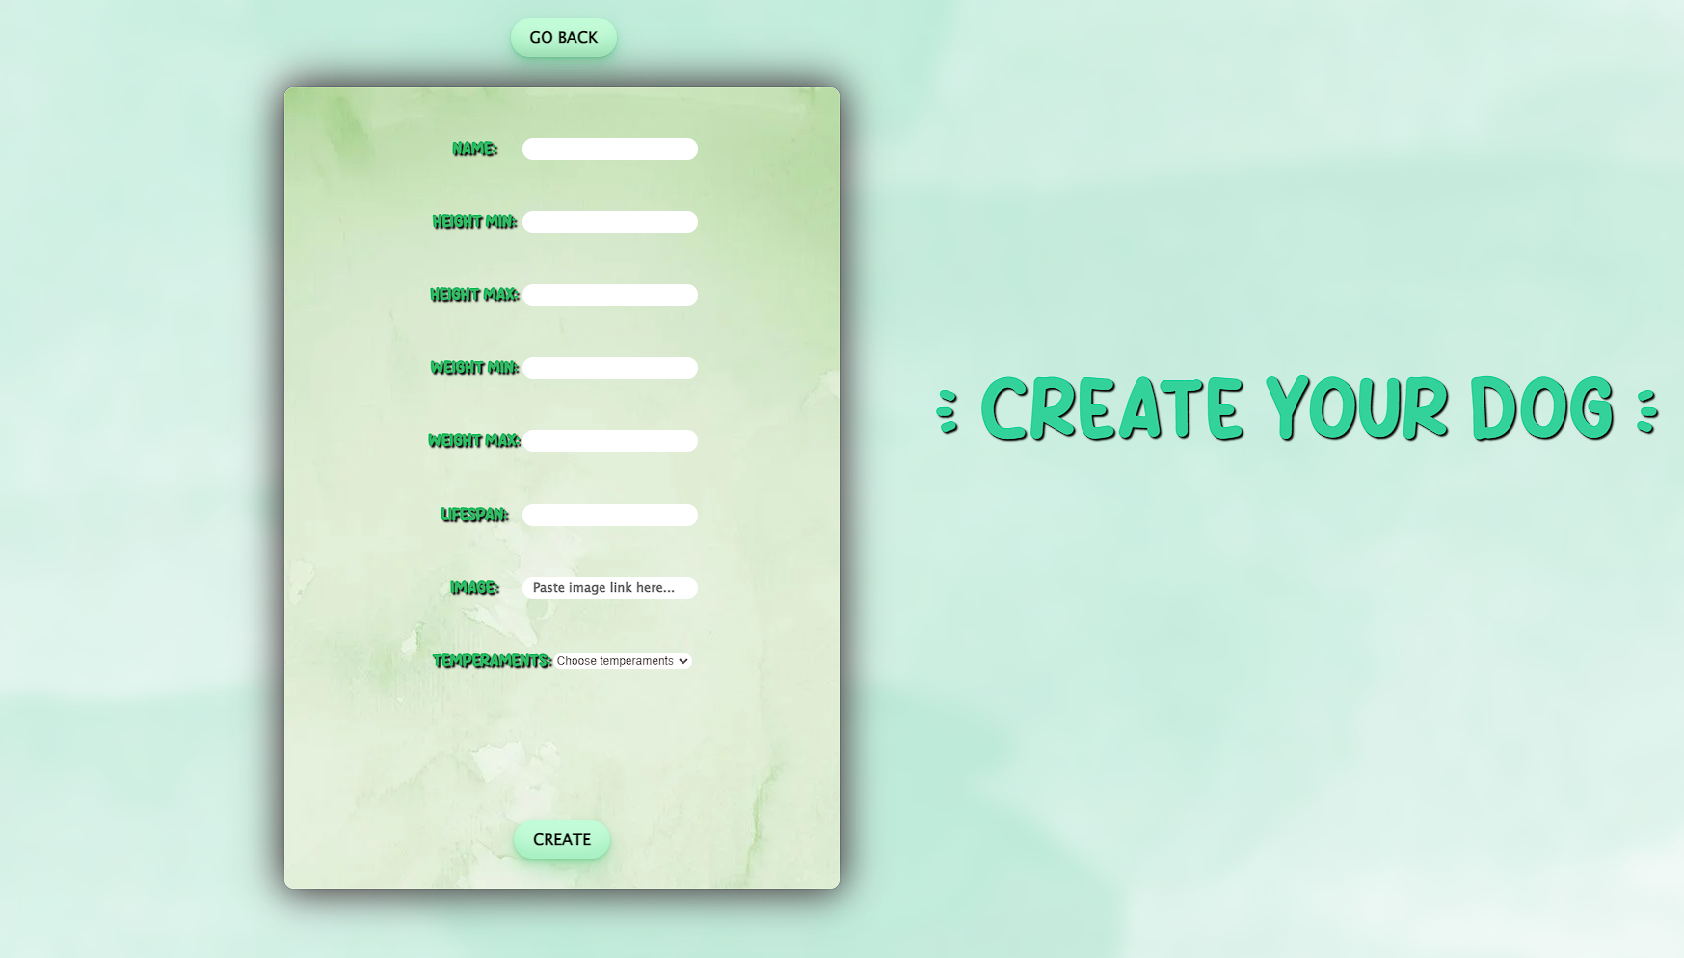 GO BACK
NAME:
HEIGHT MIN:
HEIGHT MAX:
WEIGHT MIN:
WEIGHT MAX:
LIFESPAN:
IMAGE: Paste image link here...
TEMPERAMENTS: Choose temperaments
CREATE
CREATE YOUR DOG